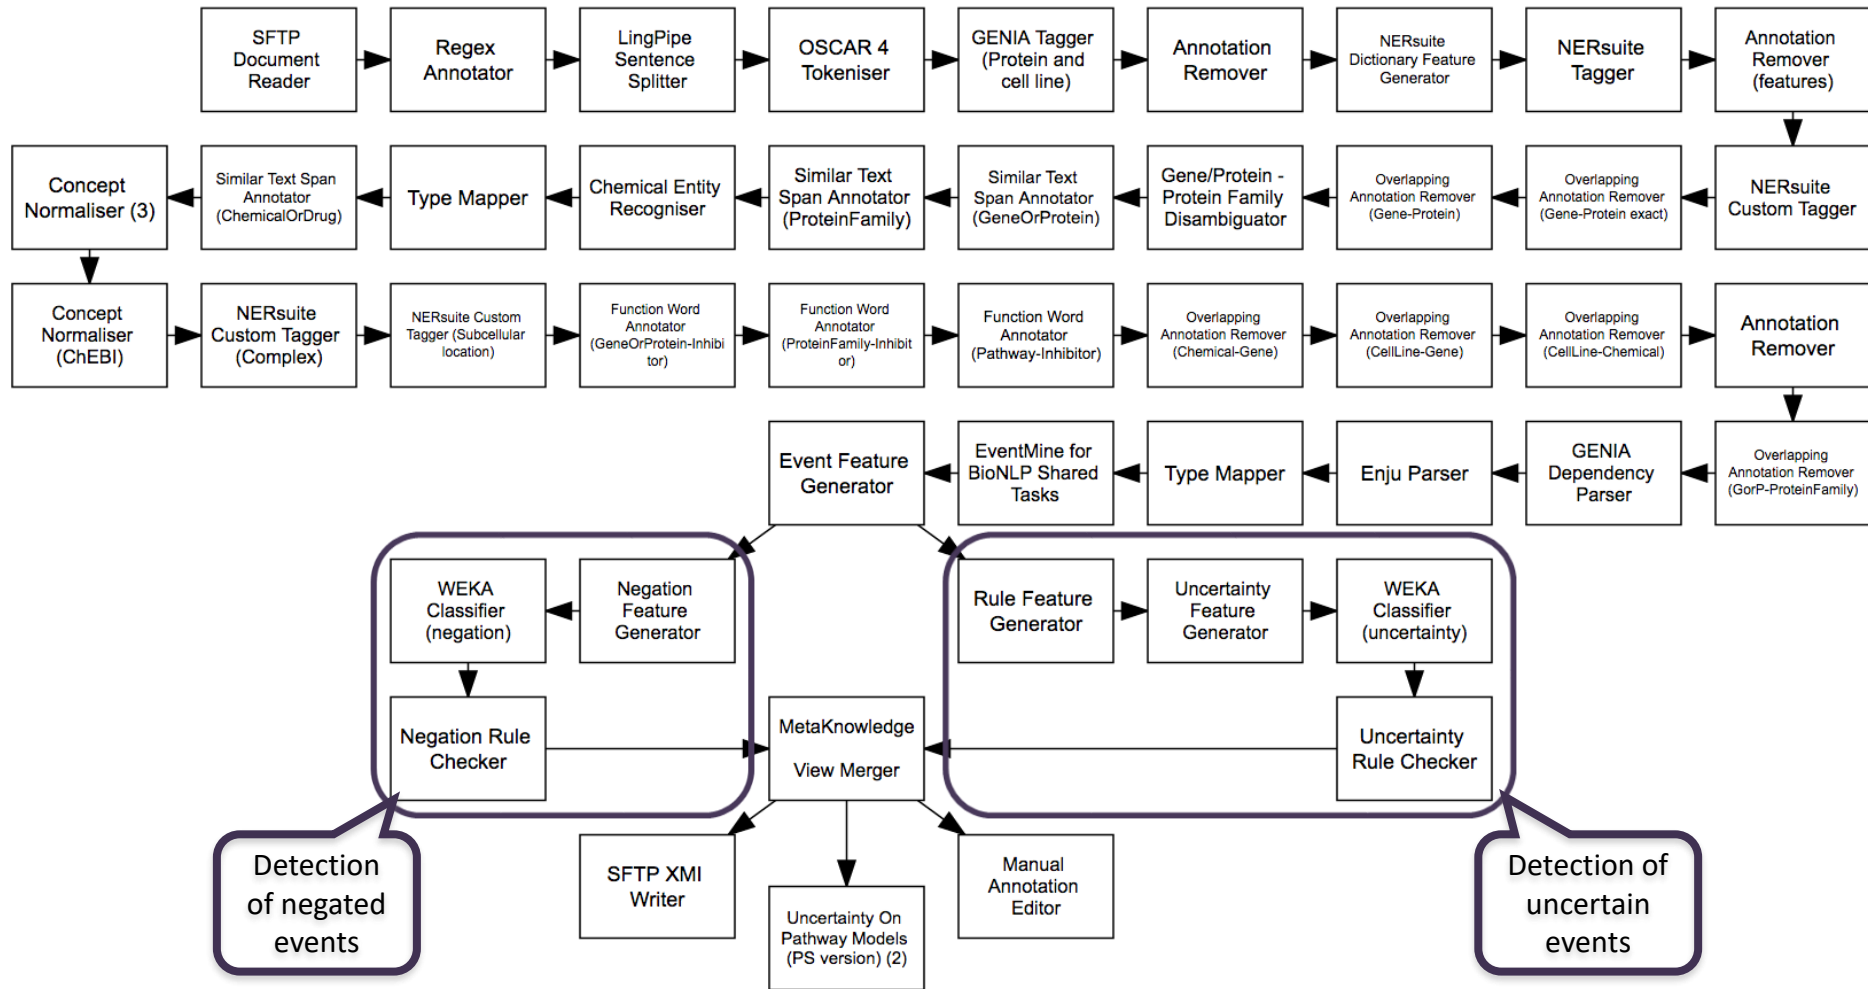 SFTP
Document
Reader
Regex
Annotator
LingPipe
Sentence
Splitter
OSCAR 4
Tokeniser
GENIA Tagger
(Protein and
cell line)
Annotation
Remover
NERsuite
Dictionary Feature
Generator
NERsuite
Tagger
Annotation
Remover
(features)
Concept
Normaliser (3)
Similar Text Span
Annotator
(ChemicalOrDrug)
Type Mapper
Chemical Entity
Recogniser
Similar Text
Span Annotator
(ProteinFamily)
Similar Text
Span Annotator
(GeneOrProtein)
Gene/Protein -
Protein Family
Disambiguator
Overlapping
Annotation Remover
(Gene-Protein)
Overlapping
Annotation Remover
(Gene-Protein exact)
NERsuite
Custom Tagger
Concept
Normaliser
(ChEBI)
NERsuite
Custom Tagger
(Complex)
NERsuite Custom
Tagger (Subcellular
location)
Function Word
Annotator
(GeneOrProtein-Inhibi
tor)
Function Word
Annotator
(ProteinFamily-Inhibit
or)
Function Word
Annotator
(Pathway-Inhibitor)
Overlapping
Annotation Remover
(Chemical-Gene)
Overlapping
Annotation Remover
(CellLine-Gene)
Overlapping
Annotation Remover
(CellLine-Chemical)
Annotation
Remover
Event Feature
Generator
EventMine for
BioNLP Shared
Tasks
Type Mapper
Enju Parser
GENIA
Dependency
Parser
Overlapping
Annotation Remover
(GorP-ProteinFamily)
WEKA
Classifier
(negation)
Negation
Feature
Generator
Rule Feature
Generator
Uncertainty
Feature
Generator
WEKA
Classifier
(uncertainty)
Negation Rule
Checker
MetaKnowledge
View Merger
Uncertainty
Rule Checker
Detection
of negated
events
SFTP XMI
Writer
Uncertainty On
Pathway Models
(PS version) (2)
Manual
Annotation
Editor
Detection of
uncertain
events